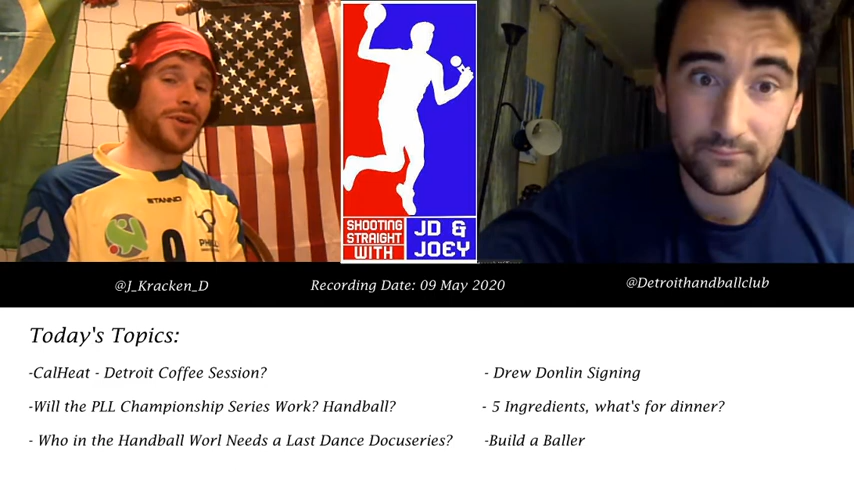 STANNO
9
SHOOTING
STRAIGHT
WITH
JD &
JOEY
@J_Kracken_D
Recording Date: 09 May 2020
@Detroithandballclub
Today's Topics:
-CalHeat - Detroit Coffee Session?
- Drew Donlin Signing
-Will the PLL Championship Series Work? Handball?
- 5 Ingredients, what's for dinner?
- Who in the Handball Worl Needs a Last Dance Docuseries?
-Build a Baller